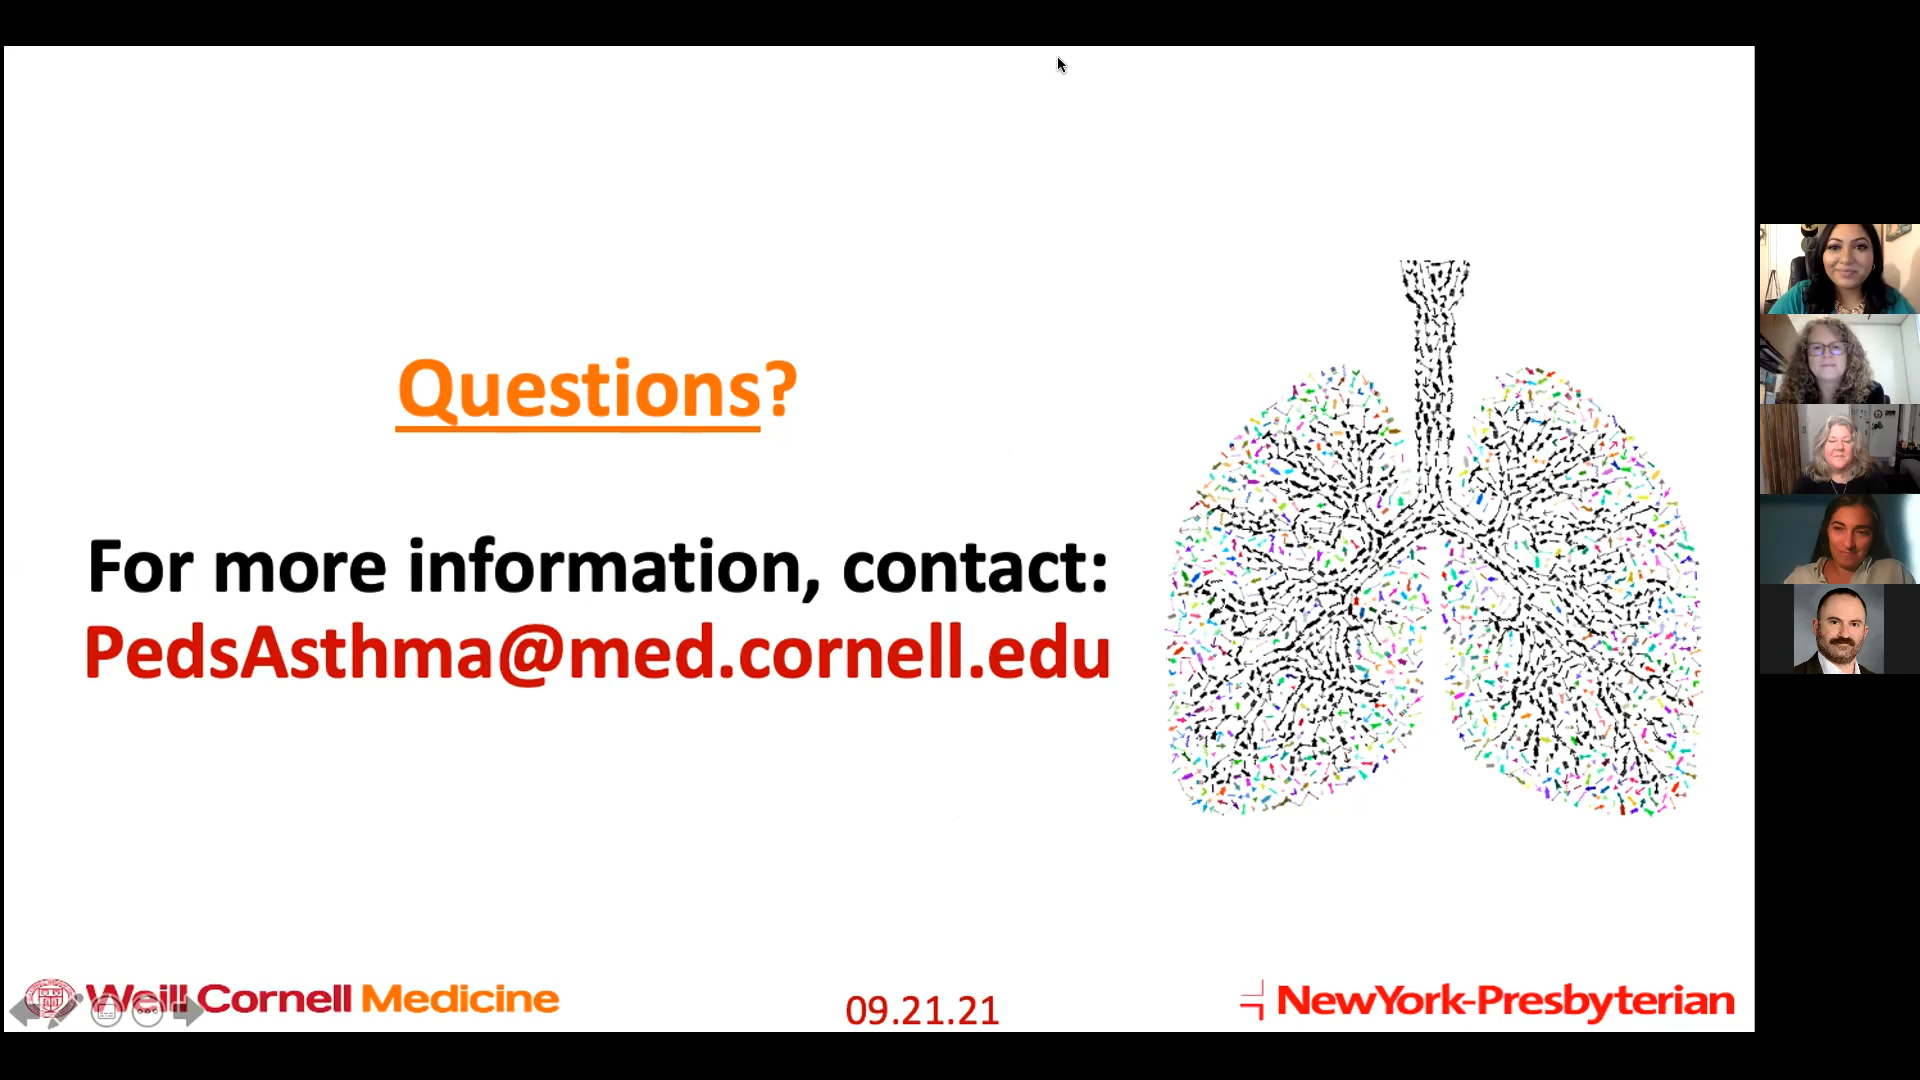 Questions?
For more information, contact:
PedsAsthma@med.cornell.edu
Weill Cornell Medicine
09.21.21
NewYork-Presbyterian